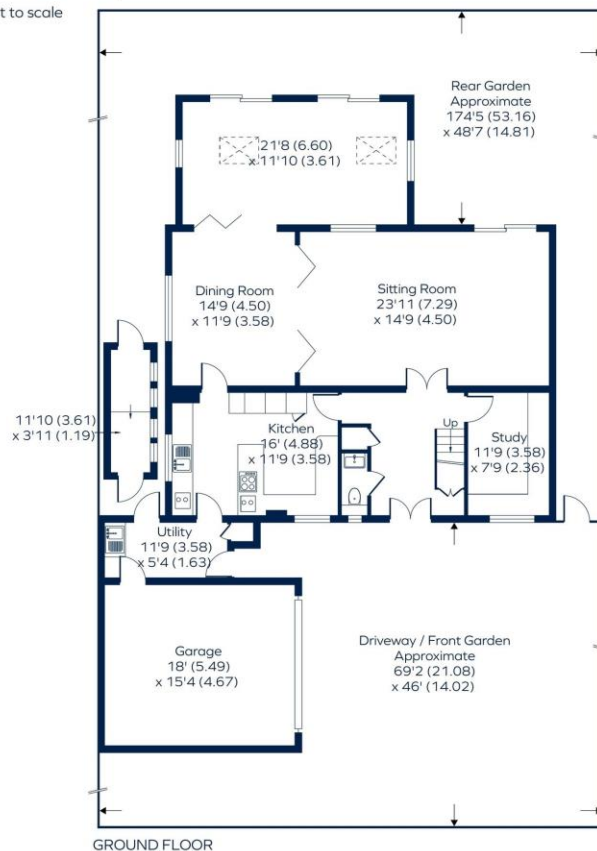 t to scale
Rear Garden
Approximate
174'5 (53.16)
x 48'7 (14.81)
21'8 (6.60)
x 11'10 (3.61)
Dining Room
14'9 (4.50)
x 11'9 (3.58)
Sitting Room
23'11 (7.29)
x 14'9 (4.50)
11'10 (3.61)
x 3'11 (1.19)
Kitchen
16' (4.88)
x 11'9 (3.58)
Up
Study
11'9 (3.58)
x 7'9 (2.36)
Utility
11'9 (3.58)
x 5'4 (1.63)
Garage
18' (5.49)
x 15'4 (4.67)
Driveway / Front Garden
Approximate
69'2 (21.08)
x 46' (14.02)
GROUND FLOOR